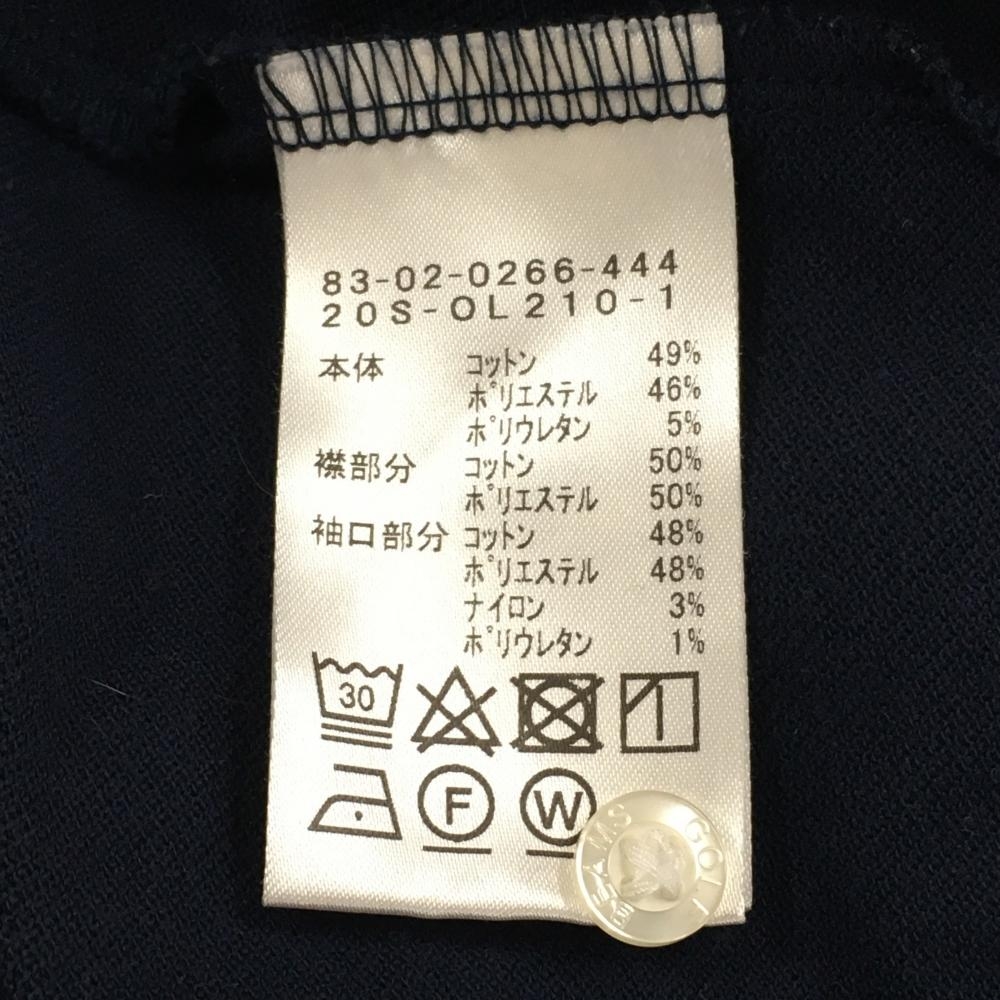 83-02-0266-444
20S-OL210-1
本体 コットン 49%
ポリエステル 46%
ポリウレタン 5%
襟部分 コットン 50%
ポリエステル 50%
袖口部分 コットン 48%
ポリエステル 48%
ナイロン 3%
ポリウレタン 1%
30
F W
BEAMS GOLF